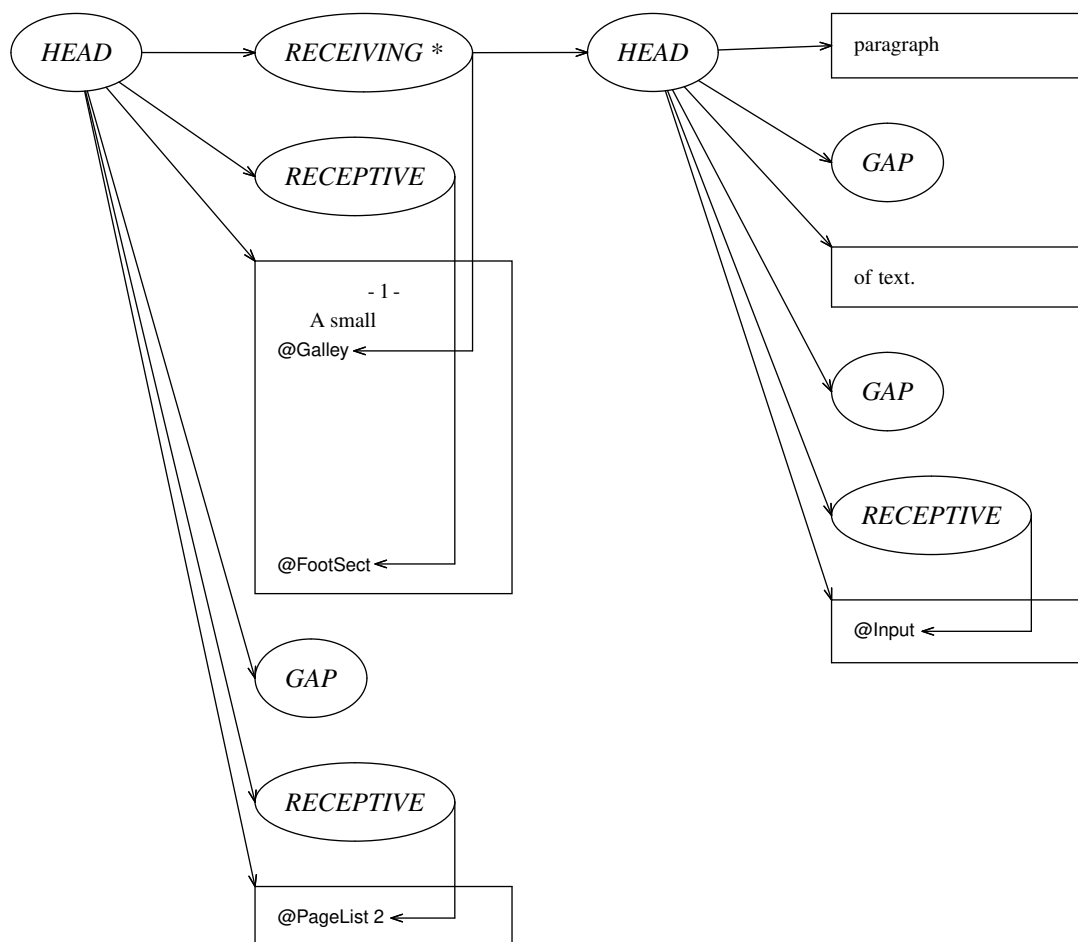 HEAD
RECEIVING *
HEAD
paragraph
GAP
RECEPTIVE
of text.
- 1 -
A small
@Galley
GAP
RECEPTIVE
@FootSect
@Input
GAP
RECEPTIVE
@PageList 2